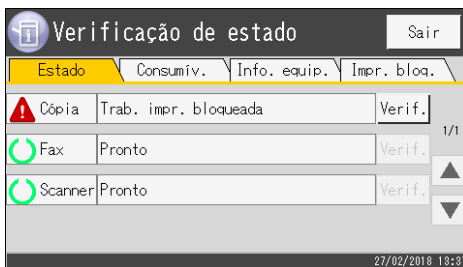 Verificação de estado
Sair
Estado
Consumív.
Info. equip.
Impr. bloq.
Cópia
Trab. impr. bloqueada
Verif.
1/1
Fax
Pronto
Verif.
Scanner
Pronto
Verif.
27/02/2018 13:3